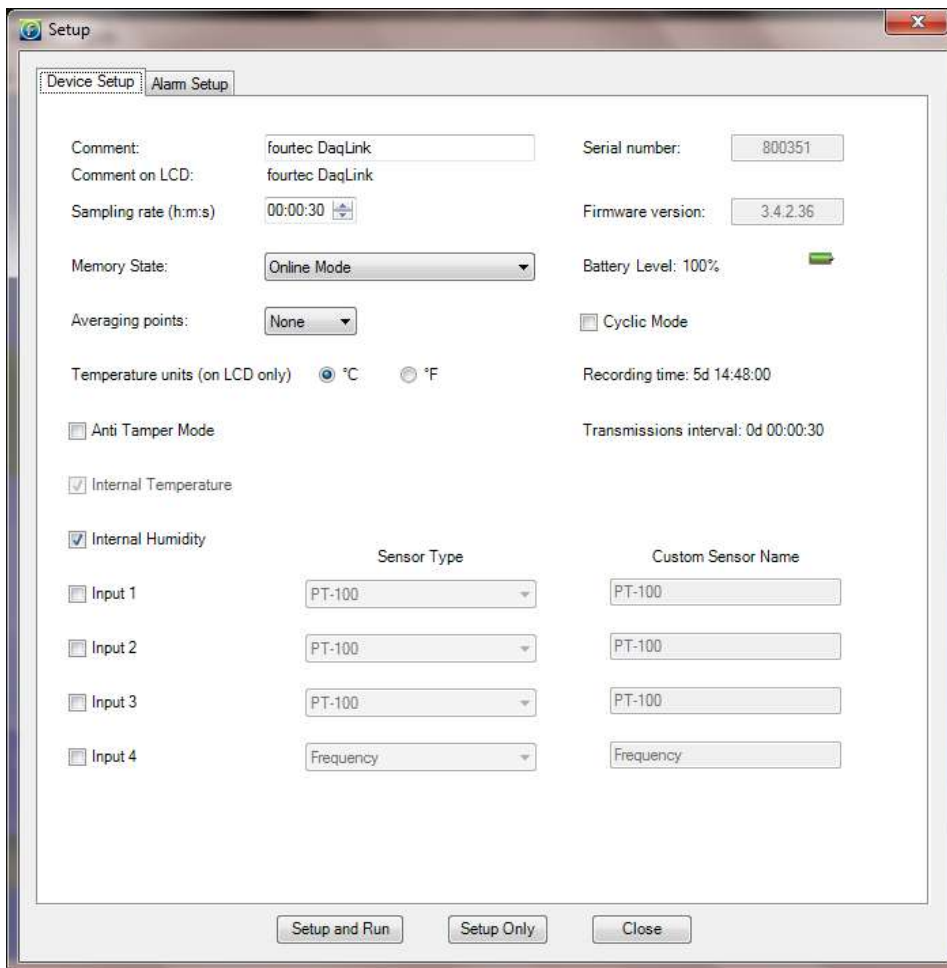 Setup
Device Setup Alarm Setup
Comment: fourtec DaqLink Serial number: 800351
Comment on LCD: fourtec DaqLink
Sampling rate (h:m:s) 00:00:30 Firmware version: 3.4.2.36
Memory State: Online Mode Battery Level: 100%
Averaging points: None Cyclic Mode
Temperature units (on LCD only) °C °F Recording time: 5d 14:48:00
Anti Tamper Mode Transmissions interval: 0d 00:00:30
Internal Temperature
Internal Humidity
Sensor Type Custom Sensor Name
Input 1 PT-100 PT-100
Input 2 PT-100 PT-100
Input 3 PT-100 PT-100
Input 4 Frequency Frequency
Setup and Run Setup Only Close